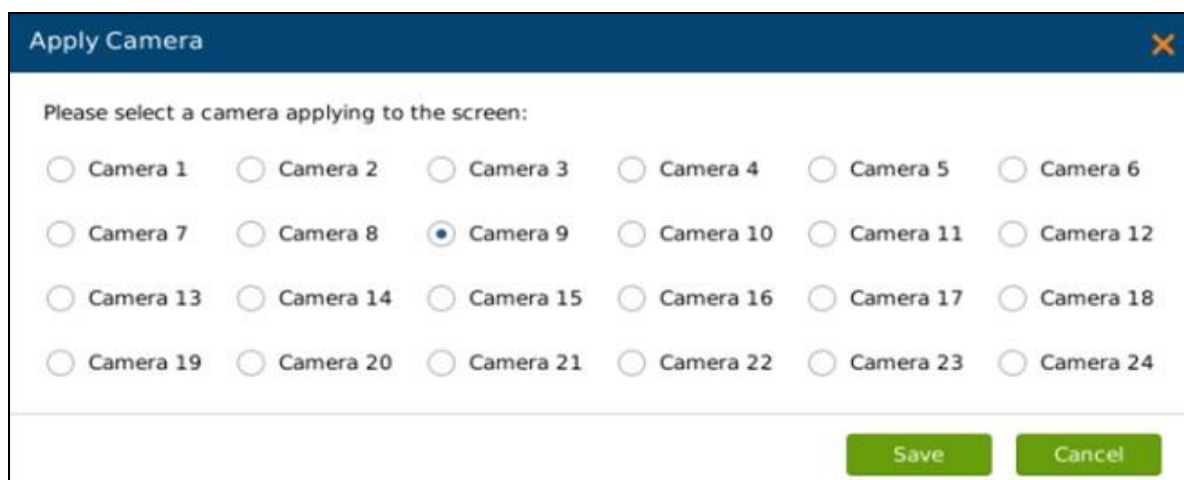 Apply Camera
Please select a camera applying to the screen:
Camera 1 Camera 2 Camera 3 Camera 4 Camera 5 Camera 6
Camera 7 Camera 8 Camera 9 Camera 10 Camera 11 Camera 12
Camera 13 Camera 14 Camera 15 Camera 16 Camera 17 Camera 18
Camera 19 Camera 20 Camera 21 Camera 22 Camera 23 Camera 24
Save Cancel